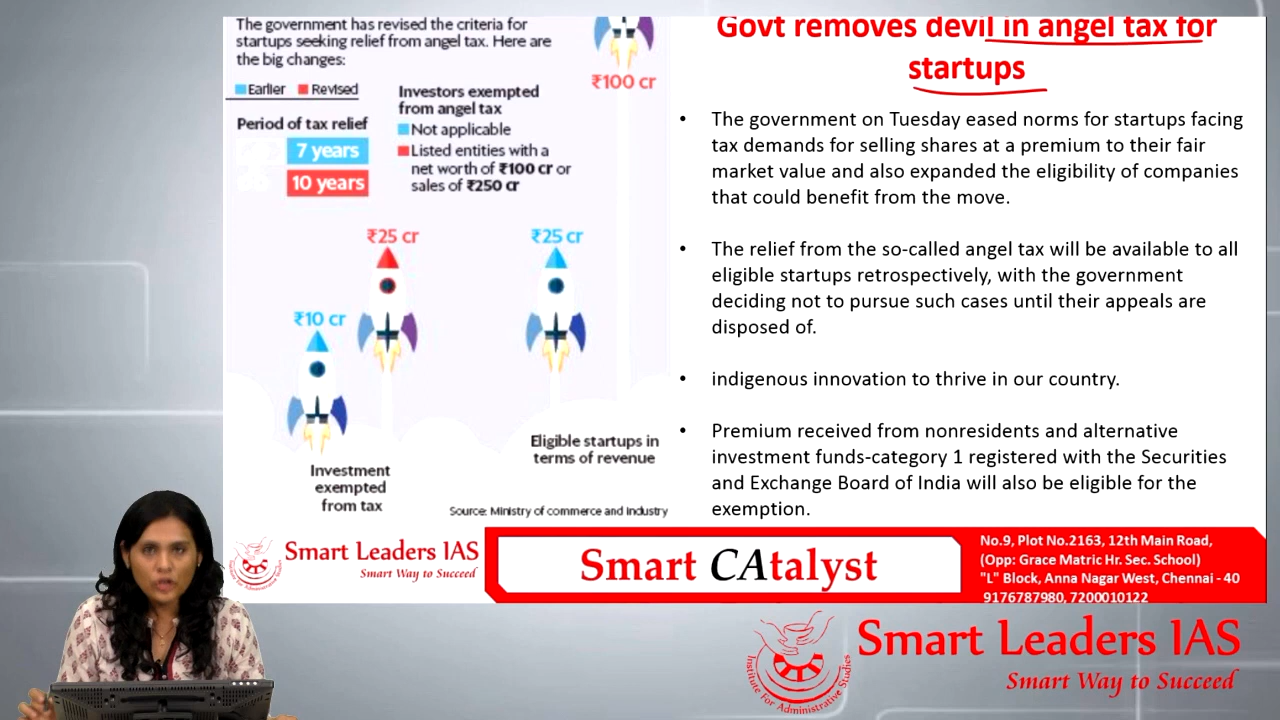 The government has revised the criteria for
startups seeking relief from angel tax. Here are
the big changes:
Earlier Revised
Period of tax relief
7 years
10 years
Investors exempted
from angel tax
Not applicable
Listed entities with a
net worth of ₹100 cr or
sales of ₹250 cr
₹100 cr
₹25 cr
₹25 cr
₹10 cr
Investment
exempted
from tax
Eligible startups in
terms of revenue
Source: Ministry of commerce and industry
Govt removes devil in angel tax for
startups
• The government on Tuesday eased norms for startups facing
tax demands for selling shares at a premium to their fair
market value and also expanded the eligibility of companies
that could benefit from the move.
• The relief from the so-called angel tax will be available to all
eligible startups retrospectively, with the government
deciding not to pursue such cases until their appeals are
disposed of.
• indigenous innovation to thrive in our country.
• Premium received from nonresidents and alternative
investment funds-category 1 registered with the Securities
and Exchange Board of India will also be eligible for the
exemption.
Smart Leaders IAS
Smart Way to Succeed
Smart CAtalyst
No.9, Plot No.2163, 12th Main Road,
(Opp: Grace Matric Hr. Sec. School)
"L" Block, Anna Nagar West, Chennai - 40
9176787980, 7200010122
Institute For Administrative Studies
Smart Leaders IAS
Smart Way to Succeed